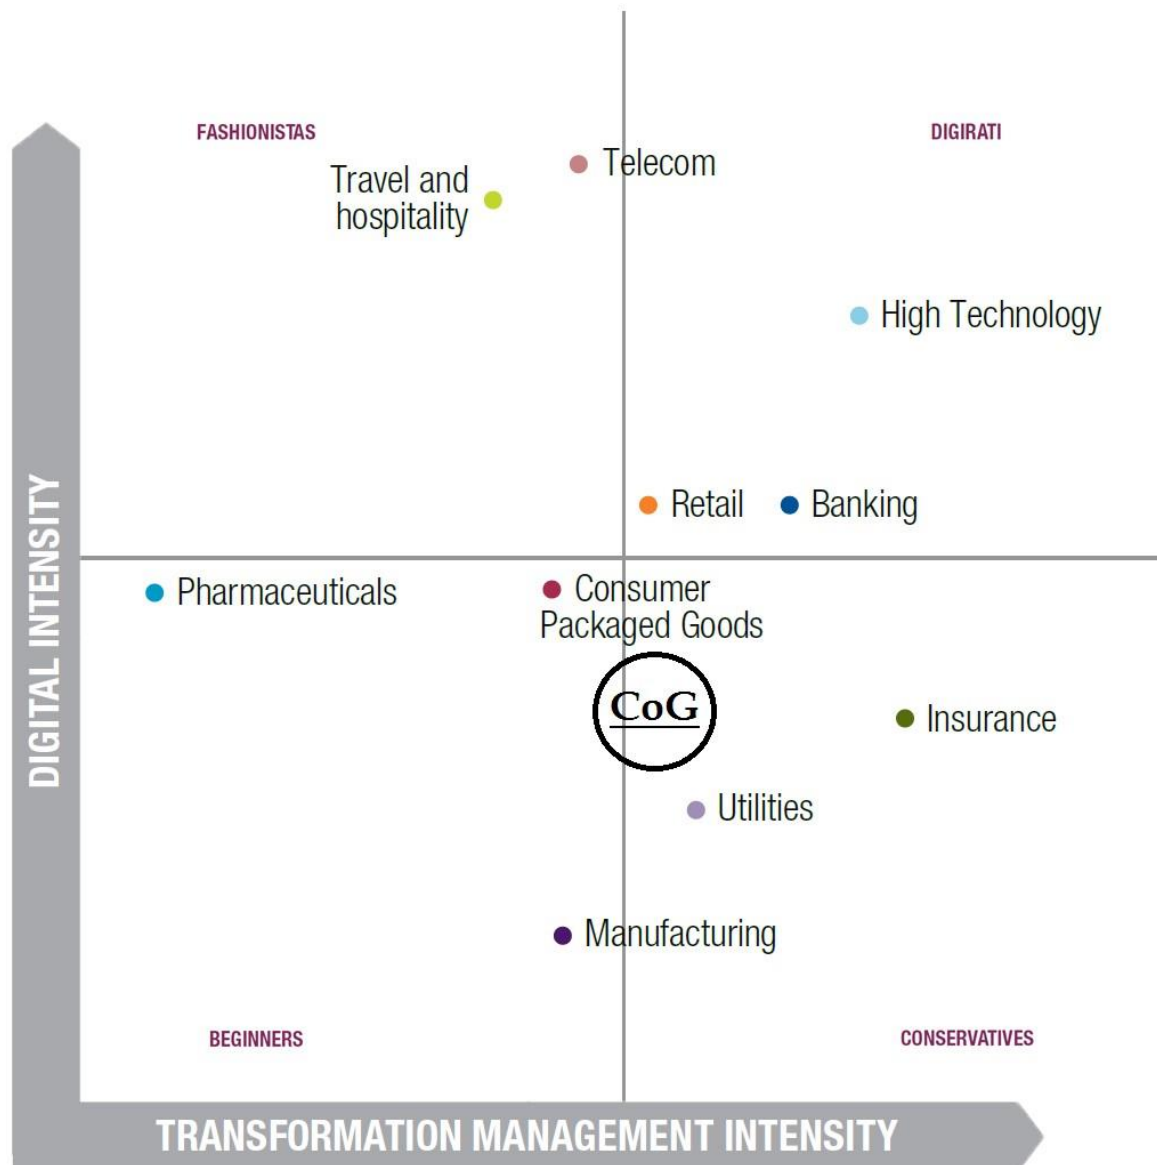 FASHIONISTAS
DIGIRATI
Telecom
Travel and
hospitality
High Technology
Retail
Banking
Pharmaceuticals
Consumer
Packaged Goods
CoG
Insurance
Utilities
Manufacturing
BEGINNERS
CONSERVATIVES
DIGITAL INTENSITY
TRANSFORMATION MANAGEMENT INTENSITY